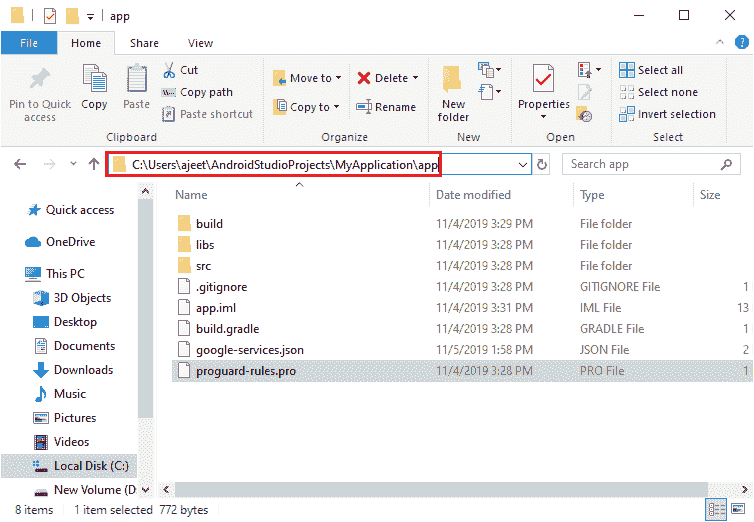 app
File Home Share View
Pin to Quick access
Copy
Paste
Cut
Copy path
Paste shortcut
Clipboard
Move to
Copy to
Delete
Rename
Organize
New folder
New
Properties
Open
Select all
Select none
Invert selection
Select
C:\Users\ajeet\AndroidStudioProjects\MyApplication\app
Search app
Quick access
OneDrive
This PC
3D Objects
Desktop
Documents
Downloads
Music
Pictures
Videos
Local Disk (C:)
New Volume (D:
Name Date modified Type Size
build 11/4/2019 3:29 PM File folder
libs 11/4/2019 3:28 PM File folder
src 11/4/2019 3:28 PM File folder
.gitignore 11/4/2019 3:28 PM GITIGNORE File 1
app.iml 11/4/2019 3:31 PM IML File 13
build.gradle 11/4/2019 3:28 PM GRADLE File 1
google-services.json 11/5/2019 1:58 PM JSON File 2
proguard-rules.pro 11/4/2019 3:28 PM PRO File 1
8 items 1 item selected 772 bytes